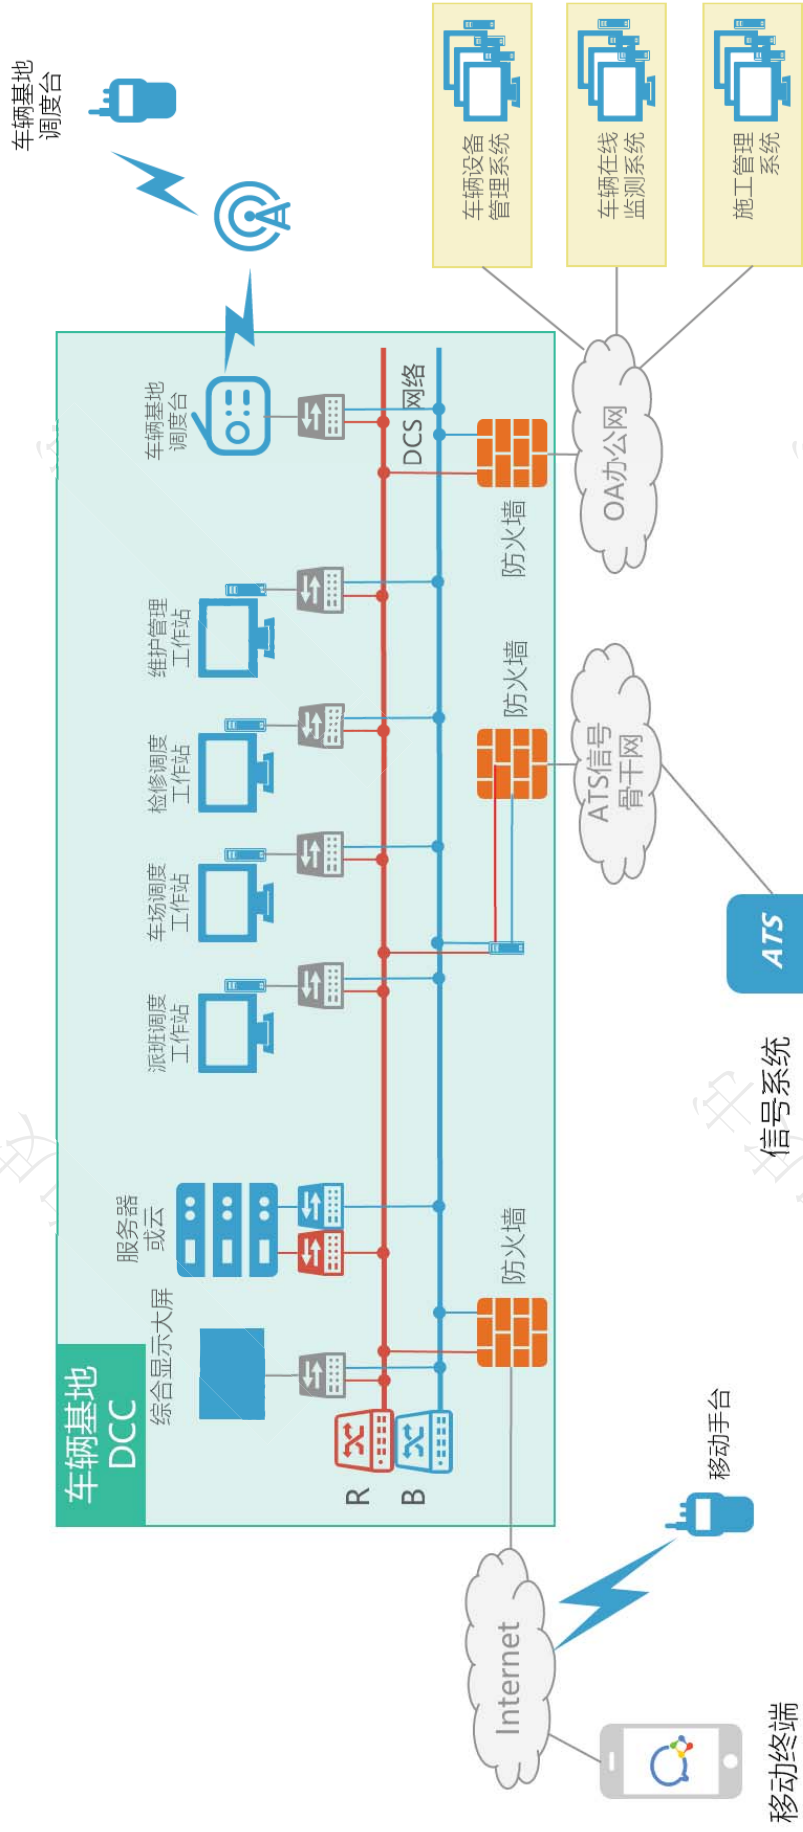 车辆基地
DCC
综合显示大屏
服务器
或云
派班调度
工作站
车场调度
工作站
检修调度
工作站
维护管理
工作站
车辆基地
调度台
车辆基地
调度台
R
B
DCS 网络
防火墙
防火墙
防火墙
Internet
ATS信号
骨干网
OA办公网
车辆设备
管理系统
车辆在线
监测系统
施工管理
系统
移动终端
移动手台
信号系统
ATS